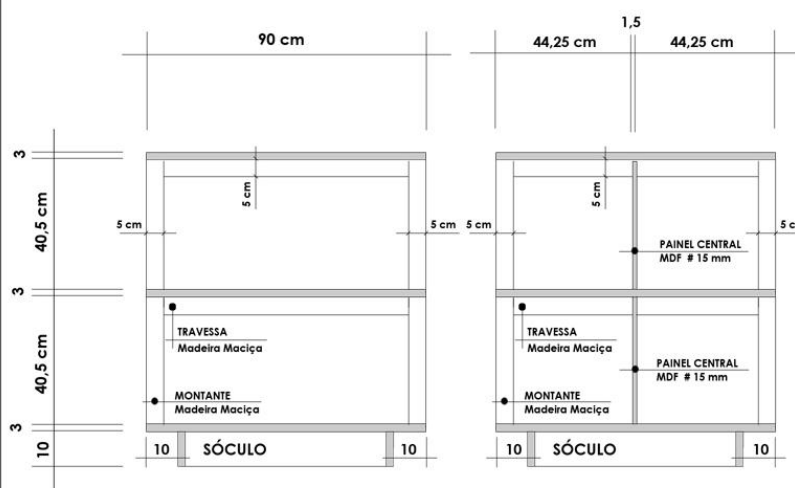 90 cm
1,5
44,25 cm
44,25 cm
3
40,5 cm
3
40,5 cm
3
10
5 cm
5 cm
5 cm
TRAVESSA
Madeira Maciça
MONTANTE
Madeira Maciça
10
SÓCULO
10
5 cm
5 cm
5 c
PAINEL CENTRAL
MDF # 15 mm
TRAVESSA
Madeira Maciça
PAINEL CENTRAL
MDF # 15 mm
MONTANTE
Madeira Maciça
10
SÓCULO
10